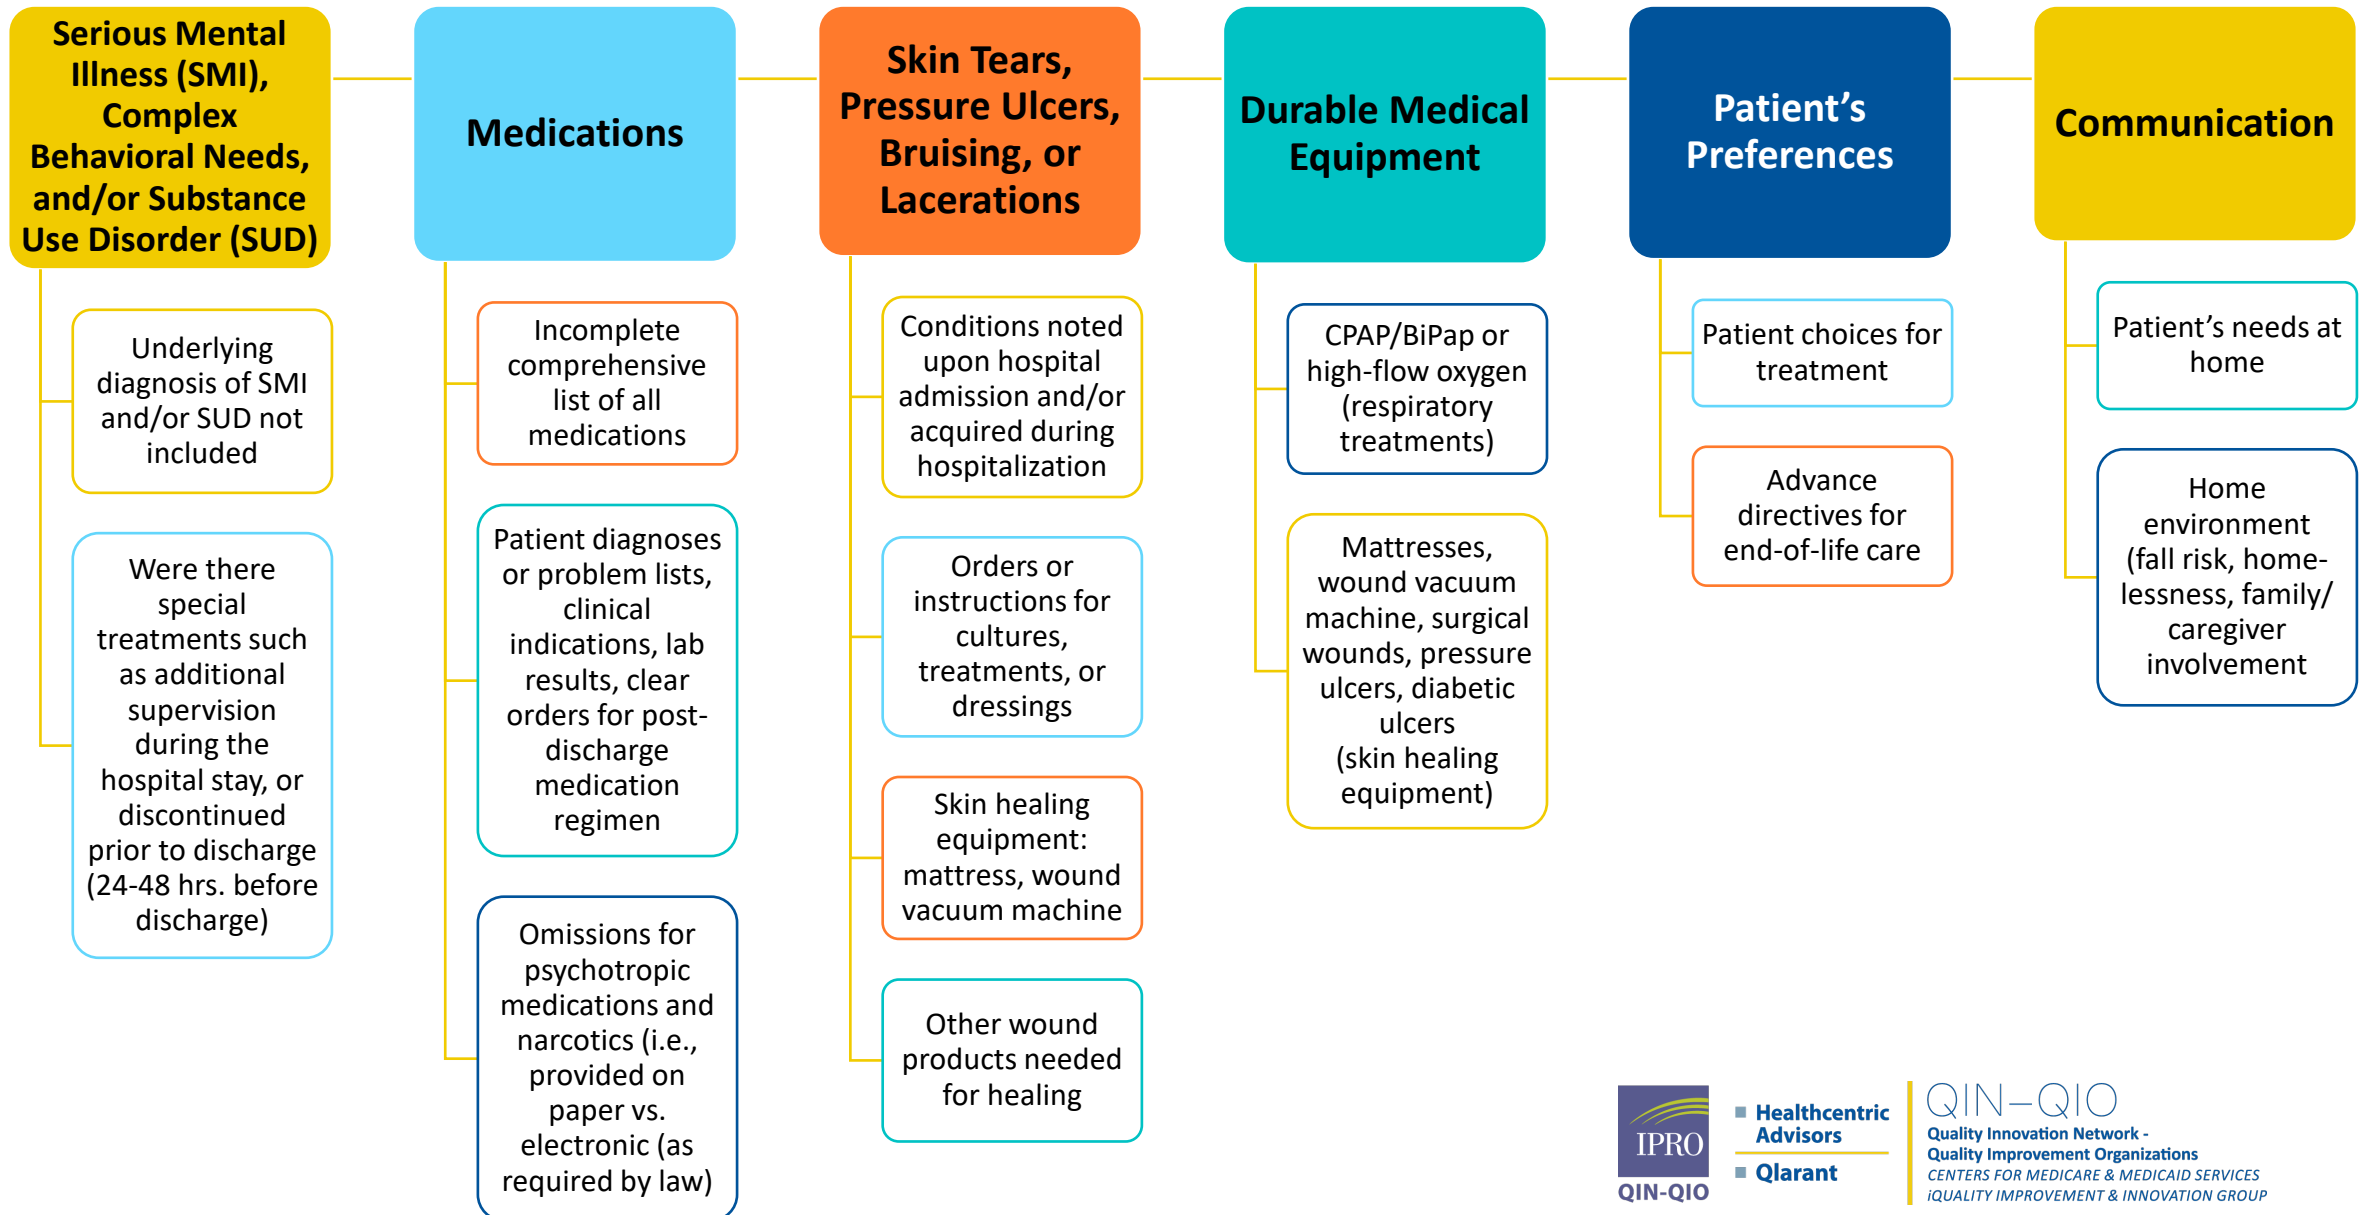 Serious Mental
Illness (SMI),
Complex
Behavioral Needs,
and/or Substance
Use Disorder (SUD)
Underlying
diagnosis of SMI
and/or SUD not
included
Were there
special
treatments such
as additional
supervision
during the
hospital stay, or
discontinued
prior to discharge
(24-48 hrs. before
discharge)
Medications
Incomplete
comprehensive
list of all
medications
Patient diagnoses
or problem lists,
clinical
indications, lab
results, clear
orders for post-
discharge
medication
regimen
Omissions for
psychotropic
medications and
narcotics (i.e.,
provided on
paper vs.
electronic (as
required by law)
Skin Tears,
Pressure Ulcers,
Bruising, or
Lacerations
Conditions noted
upon hospital
admission and/or
acquired during
hospitalization
Orders or
instructions for
cultures,
treatments, or
dressings
Skin healing
equipment:
mattress, wound
vacuum machine
Other wound
products needed
for healing
Durable Medical
Equipment
CPAP/BiPap or
high-flow oxygen
(respiratory
treatments)
Mattresses,
wound vacuum
machine, surgical
wounds, pressure
ulcers, diabetic
ulcers
(skin healing
equipment)
Patient’s
Preferences
Patient choices for
treatment
Advance
directives for
end-of-life care
Communication
Patient’s needs at
home
Home
environment
(fall risk, home-
lessness, family/
caregiver
involvement
IPRO
QIN-QIO
Healthcentric
Advisors
Qlarant
QIN–QIO
Quality Innovation Network -
Quality Improvement Organizations
CENTERS FOR MEDICARE & MEDICAID SERVICES
iQUALITY IMPROVEMENT & INNOVATION GROUP